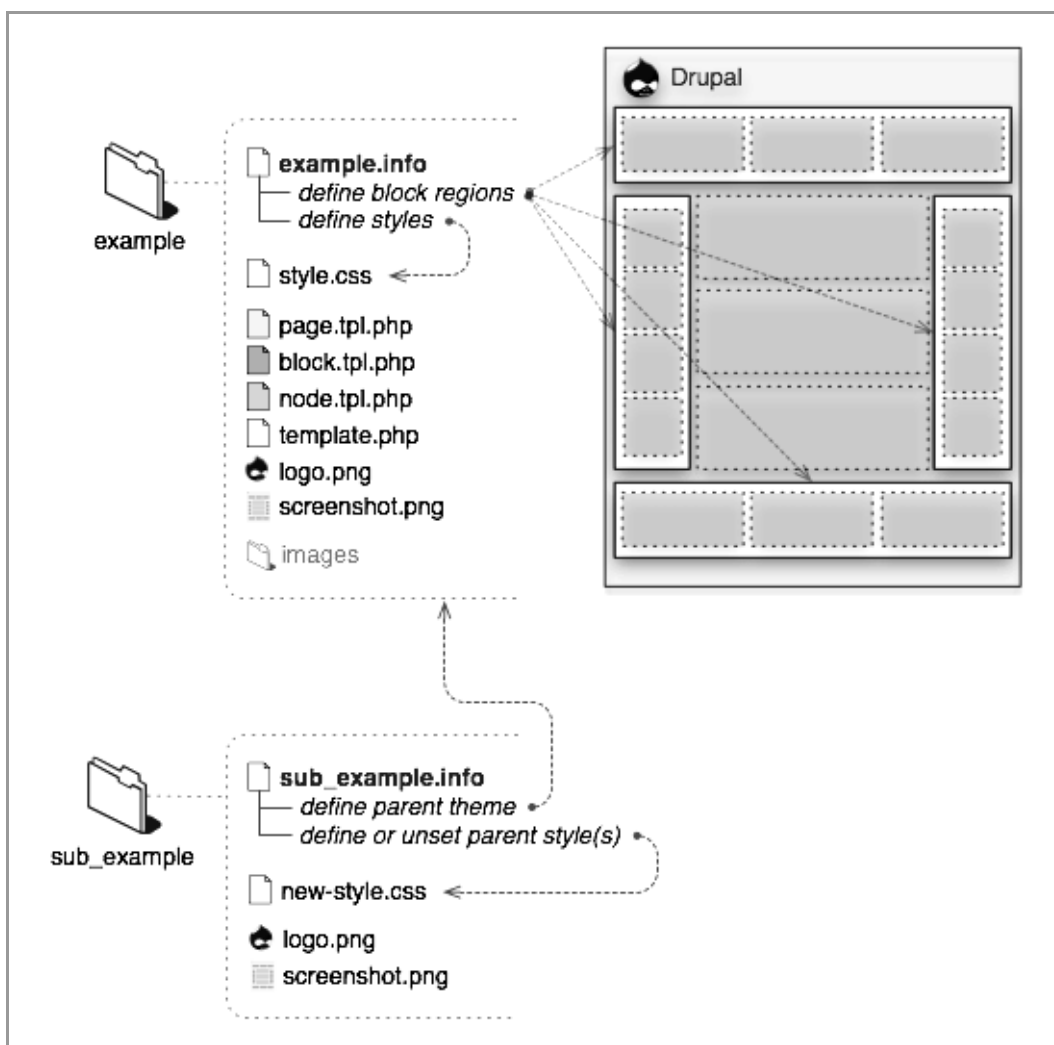 Drupal
example.info
define block regions
define styles
example
style.css
page.tpl.php
block.tpl.php
node.tpl.php
template.php
logo.png
screenshot.png
images
sub_example.info
define parent theme
define or unset parent style(s)
sub_example
new-style.css
logo.png
screenshot.png